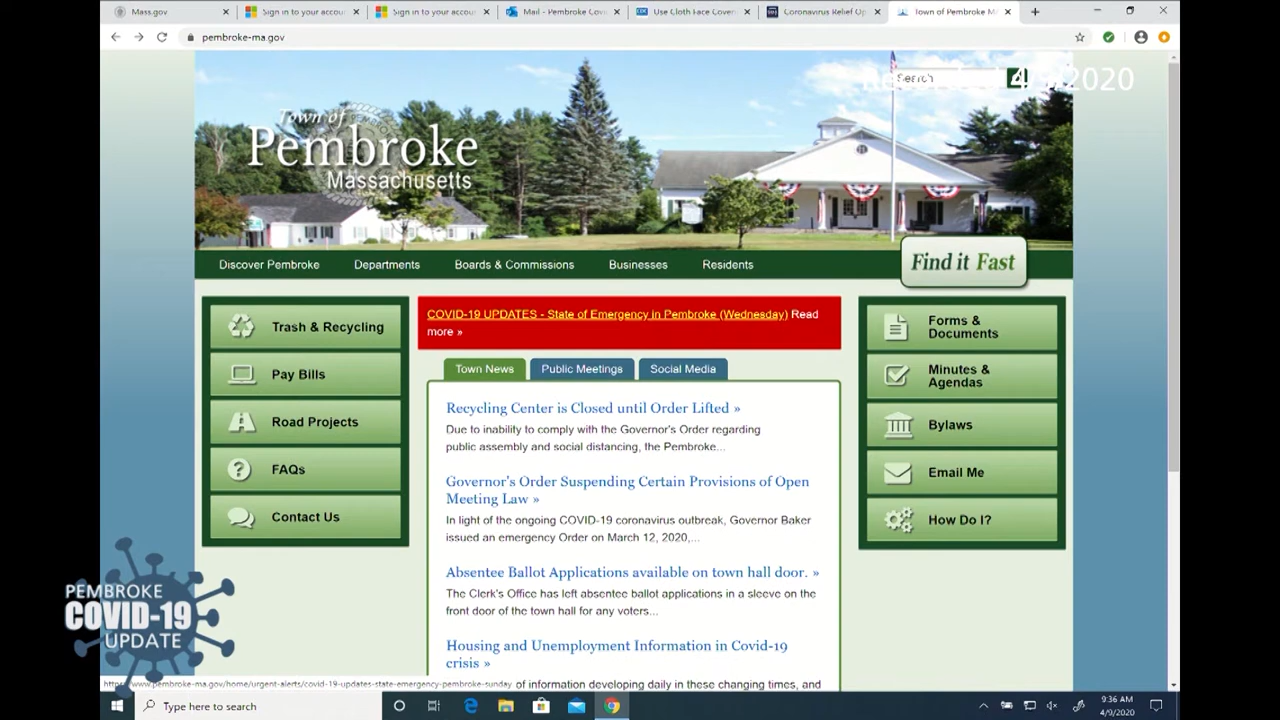 Mass.gov
Sign in to your accou
Sign in to your accou
Mail - Pembroke Covi
Use Cloth Face Cover
Coronavirus Relief Op
Town of Pembroke MA
pembroke-ma.gov
Search
4/9/2020
Town of
Pembroke
Massachusetts
Discover Pembroke
Departments
Boards & Commissions
Businesses
Residents
Find it Fast
Trash & Recycling
Pay Bills
Road Projects
FAQs
Contact Us
COVID-19 UPDATES - State of Emergency in Pembroke (Wednesday) Read
more »
Town News
Public Meetings
Social Media
Recycling Center is Closed until Order Lifted »
Due to inability to comply with the Governor's Order regarding
public assembly and social distancing, the Pembroke...
Governor's Order Suspending Certain Provisions of Open
Meeting Law »
In light of the ongoing COVID-19 coronavirus outbreak, Governor Baker
issued an emergency Order on March 12, 2020,...
Absentee Ballot Applications available on town hall door. »
The Clerk's Office has left absentee ballot applications in a sleeve on the
front door of the town hall for any voters...
Housing and Unemployment Information in Covid-19
crisis »
of information developing daily in these changing times, and
Forms &
Documents
Minutes &
Agendas
Bylaws
Email Me
How Do I?
PEMBROKE
COVID-19
UPDATE
https://www.pembroke-ma.gov/home/urgent-alerts/covid-19-updates-state-emergency-pembroke-sunday
Type here to search
9:36 AM
4/9/2020